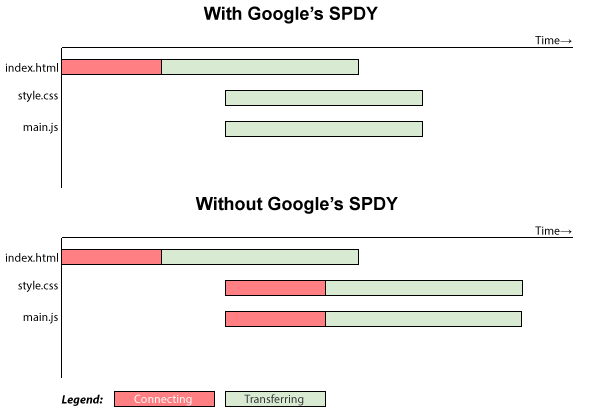 With Google's SPDY
Time→
index.html
style.css
main.js
Without Google's SPDY
Time→
index.html
style.css
main.js
Legend: Connecting Transferring